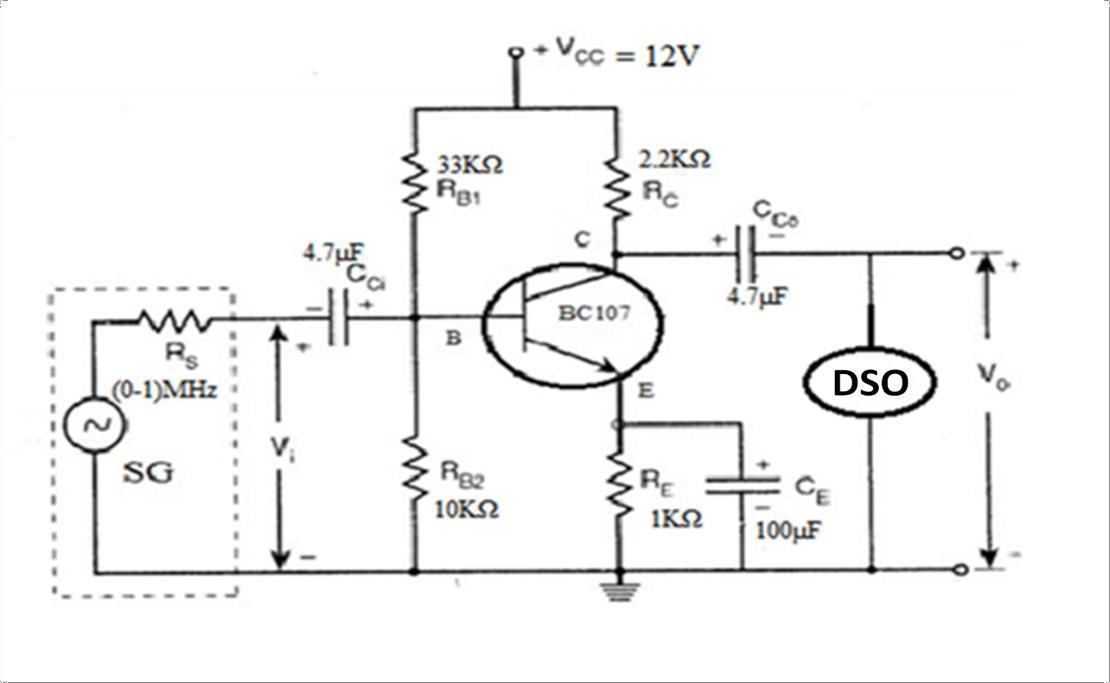 + VCC = 12V
33KΩ
RB1
2.2KΩ
RC
C
CCo
+ −
4.7μF
4.7μF
CCi
− +
B
BC107
E
RS
(0-1)MHz
SG
+
Vi
−
RB2
10KΩ
RE
1KΩ
+
CE
−
100μF
DSO
+
Vo
-